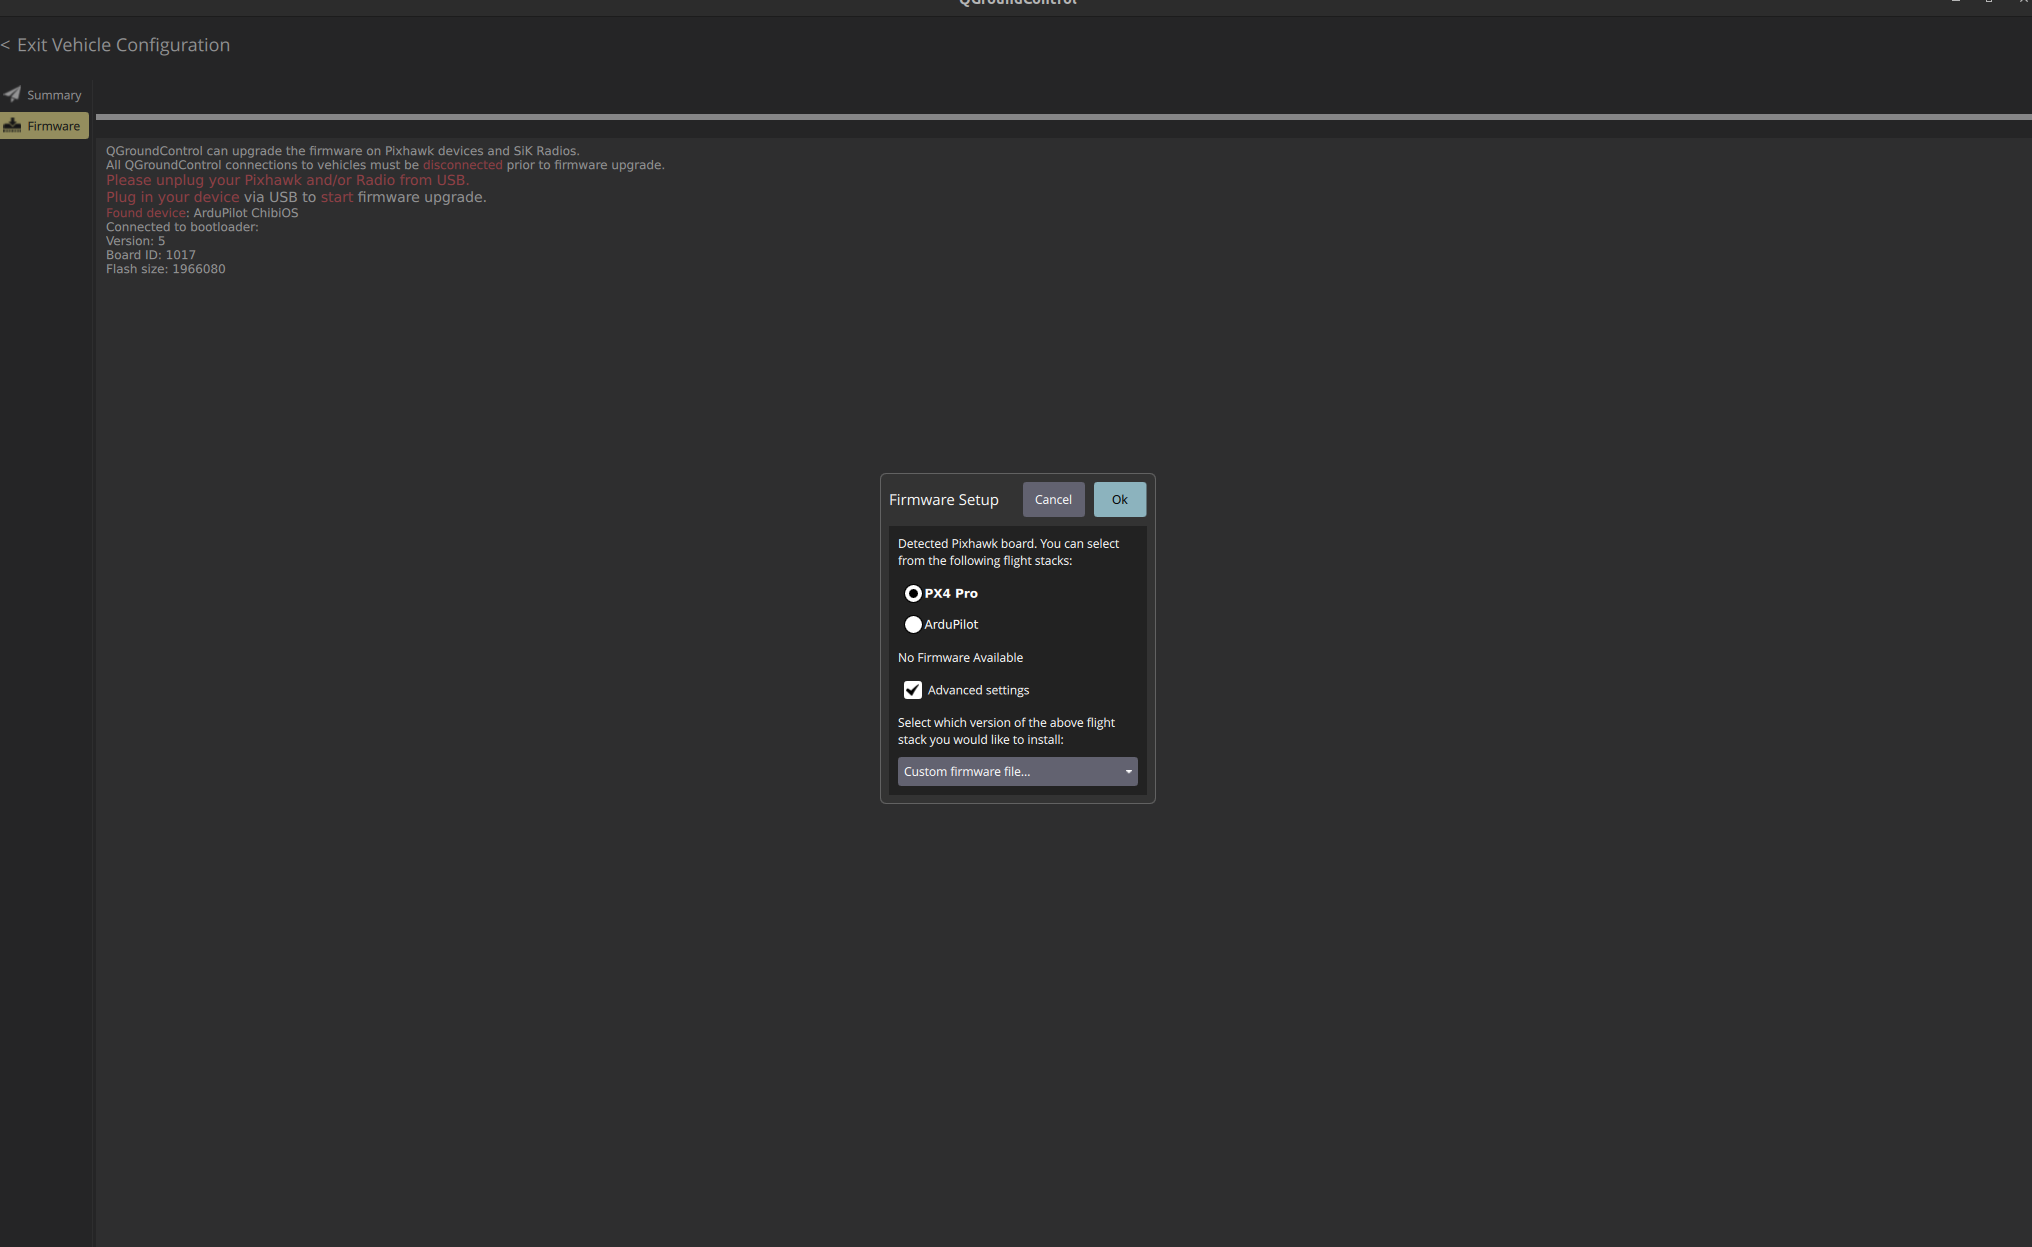 QGroundControl
< Exit Vehicle Configuration
Summary
Firmware
QGroundControl can upgrade the firmware on Pixhawk devices and SiK Radios.
All QGroundControl connections to vehicles must be disconnected prior to firmware upgrade.
Please unplug your Pixhawk and/or Radio from USB.
Plug in your device via USB to start firmware upgrade.
Found device: ArduPilot ChibiOS
Connected to bootloader:
Version: 5
Board ID: 1017
Flash size: 1966080
Firmware Setup
Cancel
Ok
Detected Pixhawk board. You can select
from the following flight stacks:
PX4 Pro
ArduPilot
No Firmware Available
Advanced settings
Select which version of the above flight
stack you would like to install:
Custom firmware file...